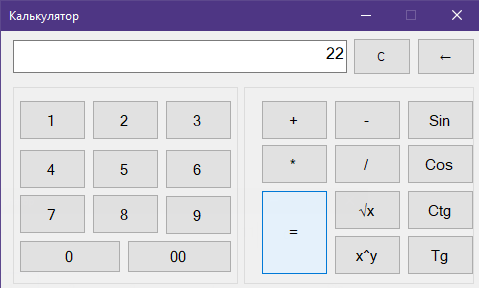 Калькулятор
22 C ←
1 2 3 + - Sin
4 5 6 * / Cos
7 8 9 = √x Ctg
0 00 x^y Tg